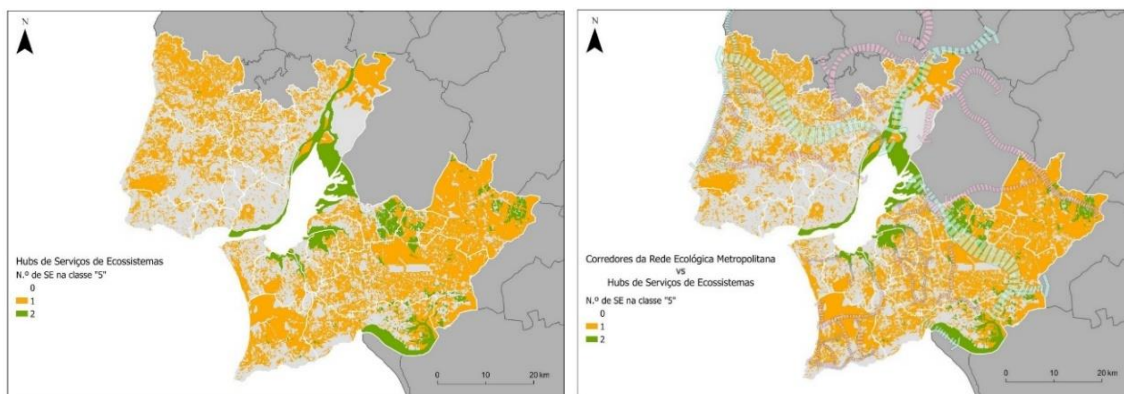 N
Hubs de Serviços de Ecossistemas
N.º de SE na classe "5"
0
1
2
0 10 20 km
N
Corredores da Rede Ecológica Metropolitana
vs
Hubs de Serviços de Ecossistemas
N.º de SE na classe "5"
0
1
2
0 10 20 km